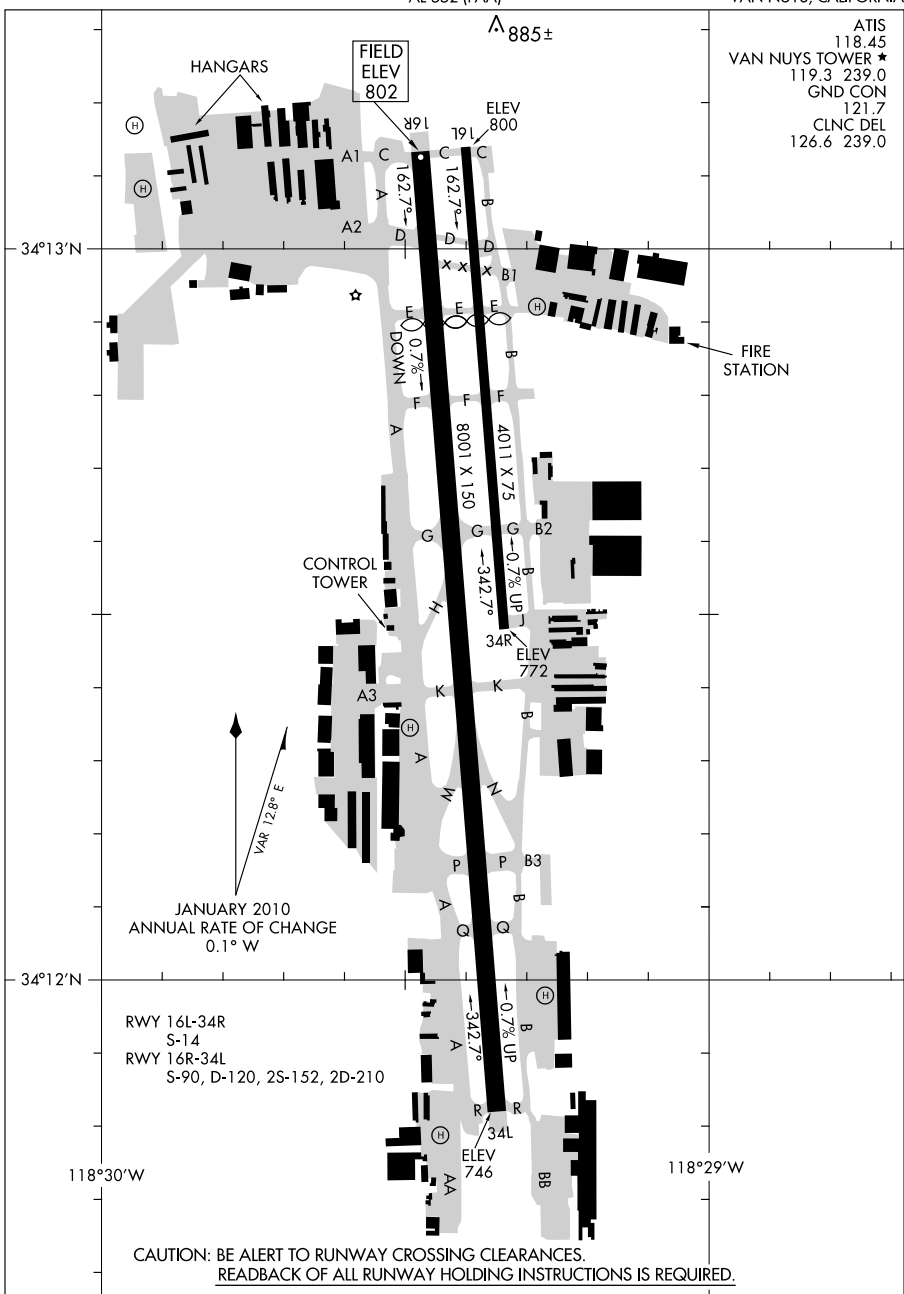 AL-552 (FAA)
VAN NUYS, CALIFORNIA
885±
ATIS
118.45
VAN NUYS TOWER ★
119.3 239.0
GND CON
121.7
CLNC DEL
126.6 239.0
HANGARS
FIELD
ELEV
802
ELEV
800
16R
16L
H
H
A1
C
C
C
162.7°
162.7°
A
B
A2
D
D
D
34°13'N
X
X
X
B1
E
E
E
H
FIRE
STATION
0.7%
DOWN
B
F
F
F
A
8001 X 150
4011 X 75
G
G
G
B2
CONTROL
TOWER
342.7°
0.7% UP
B
H
J
34R
ELEV
772
A3
K
K
H
B
A
VAR 12.8° E
M
N
P
P
B3
JANUARY 2010
ANNUAL RATE OF CHANGE
0.1° W
A
B
Q
Q
34°12'N
H
342.7°
0.7% UP
B
A
RWY 16L-34R
S-14
RWY 16R-34L
S-90, D-120, 2S-152, 2D-210
R
R
34L
H
ELEV
746
118°30'W
118°29'W
AA
BB
CAUTION: BE ALERT TO RUNWAY CROSSING CLEARANCES.
READBACK OF ALL RUNWAY HOLDING INSTRUCTIONS IS REQUIRED.